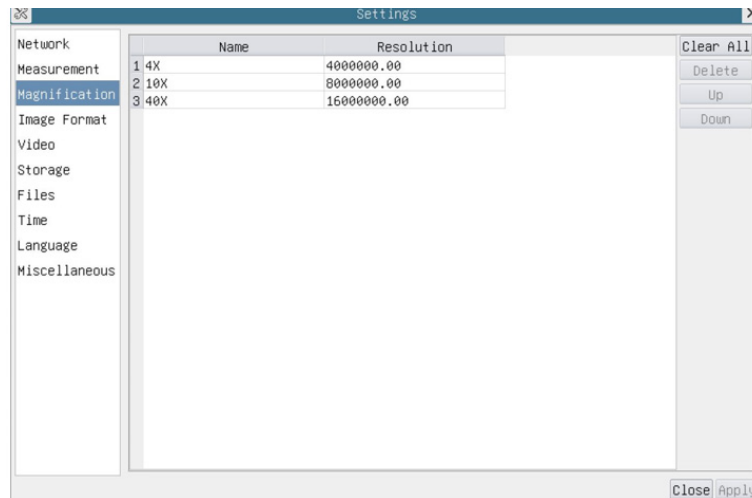 Settings
Network
Measurement
Magnification
Image Format
Video
Storage
Files
Time
Language
Miscellaneous
Name Resolution
1 4X 4000000.00
2 10X 8000000.00
3 40X 16000000.00
Clear All
Delete
Up
Down
Close Apply